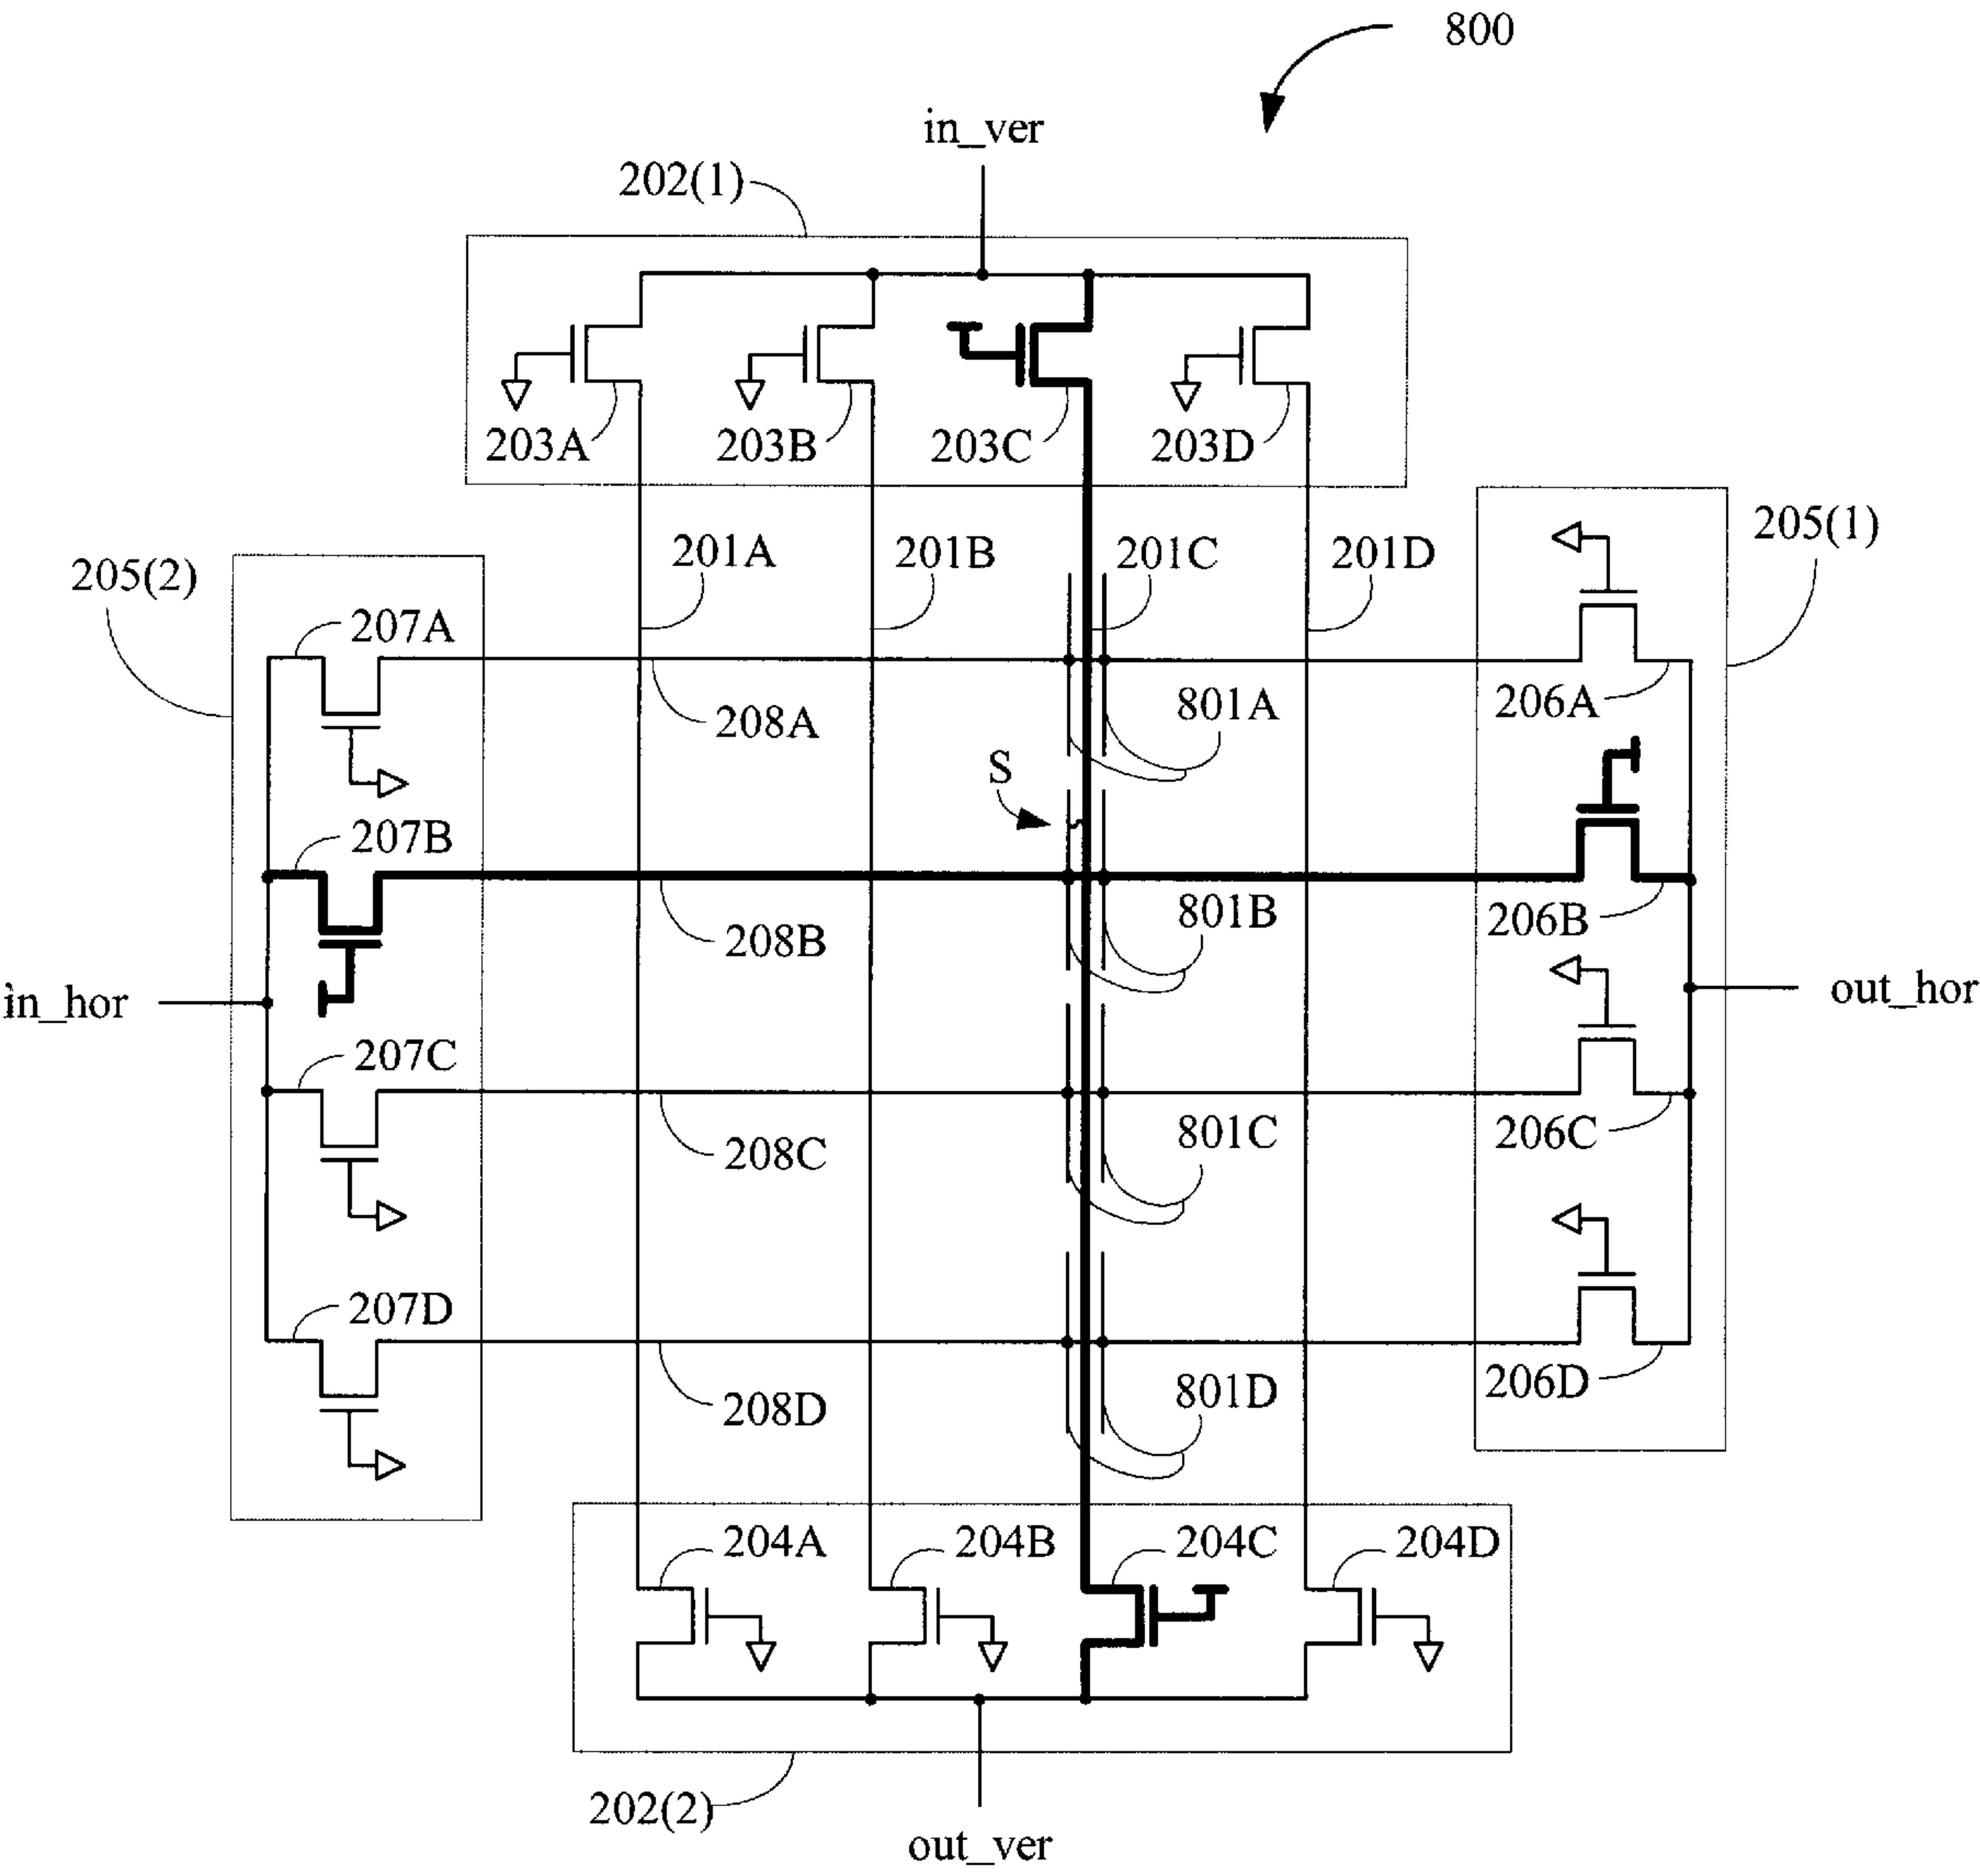 800
in_ver
202(1)
203A
203B
203C
203D
205(1)
205(2)
201A
201B
201C
201D
207A
208A
801A
206A
S
207B
208B
801B
206B
in_hor
out_hor
207C
208C
801C
206C
207D
208D
801D
206D
204A
204B
204C
204D
202(2)
out_ver